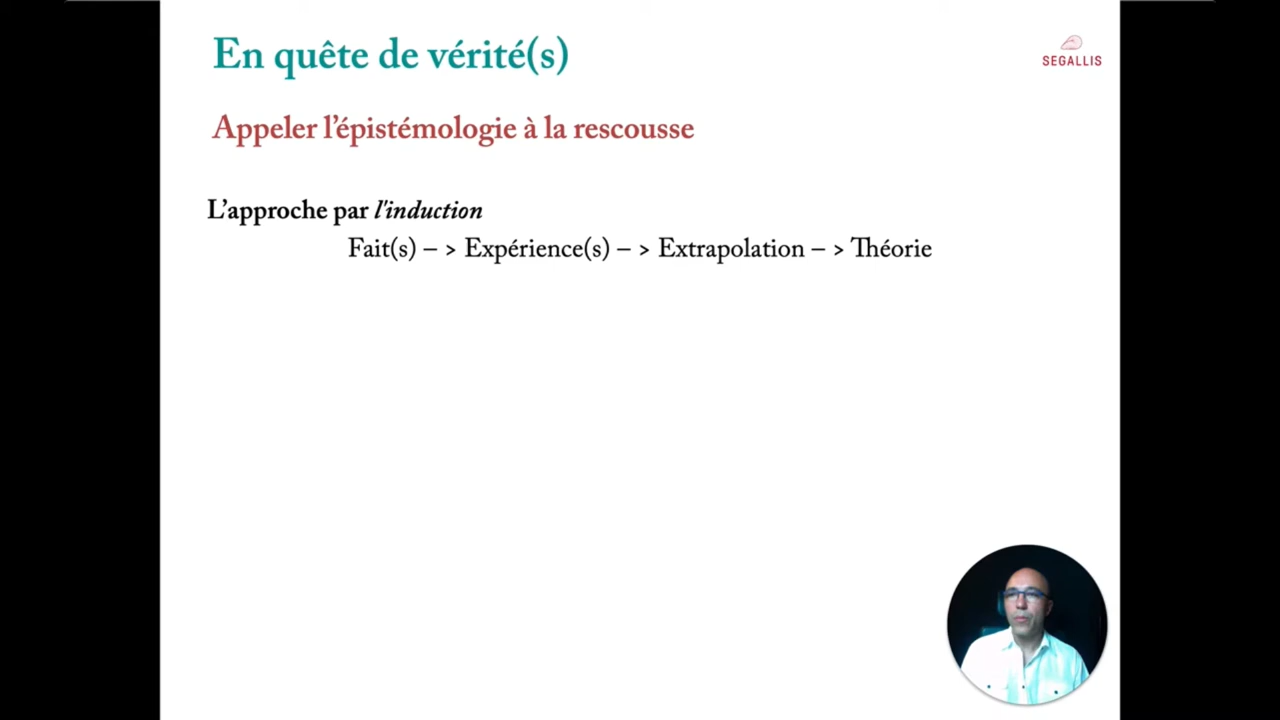 En quête de vérité(s)
SEGALLIS
Appeler l'épistémologie à la rescousse
L'approche par l'induction
Fait(s) – > Expérience(s) – > Extrapolation – > Théorie